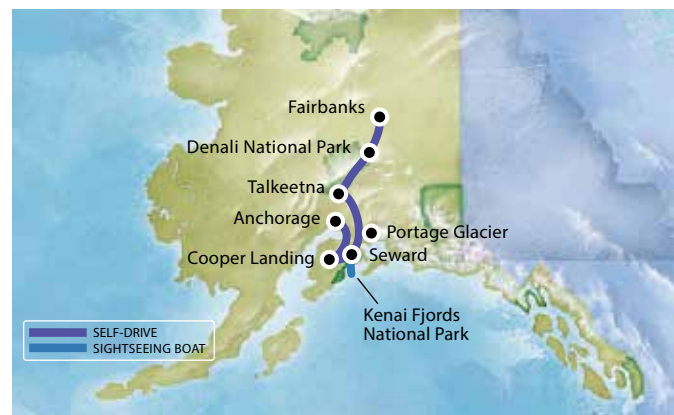 Fairbanks
Denali National Park
Talkeetna
Anchorage
Portage Glacier
Cooper Landing
Seward
Kenai Fjords
National Park
SELF-DRIVE
SIGHTSEEING BOAT